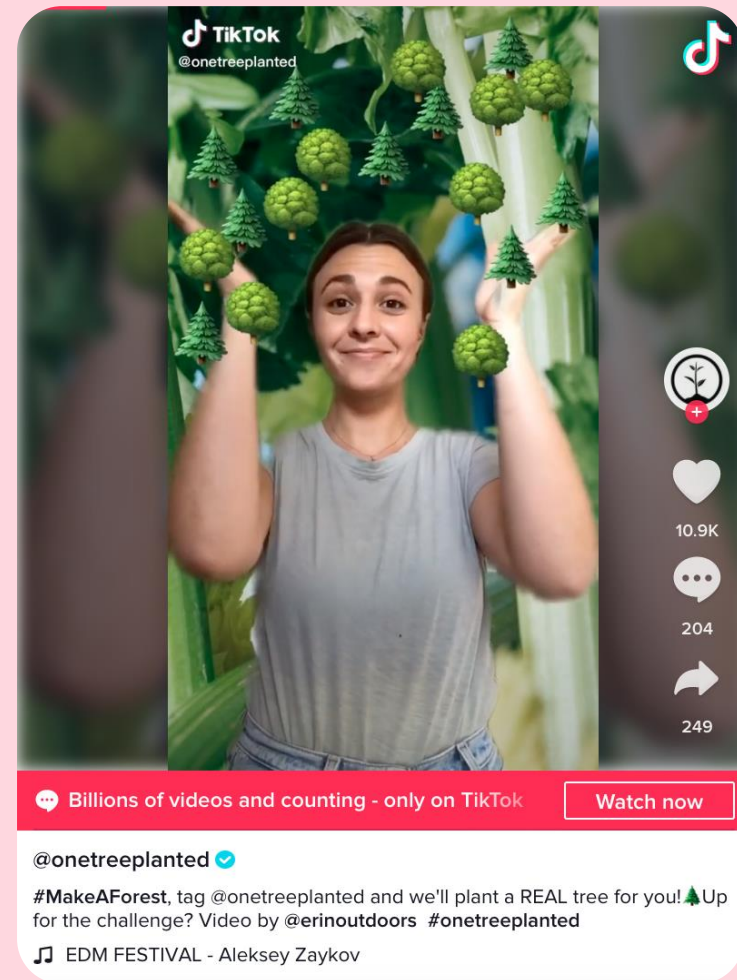 TikTok
@onetreeplanted
10.9K
204
249
Billions of videos and counting - only on TikTok
Watch now
@onetreeplanted
#MakeAForest, tag @onetreeplanted and we'll plant a REAL tree for you!🌲Up
for the challenge? Video by @erinoutdoors #onetreeplanted
EDM FESTIVAL - Aleksey Zaykov